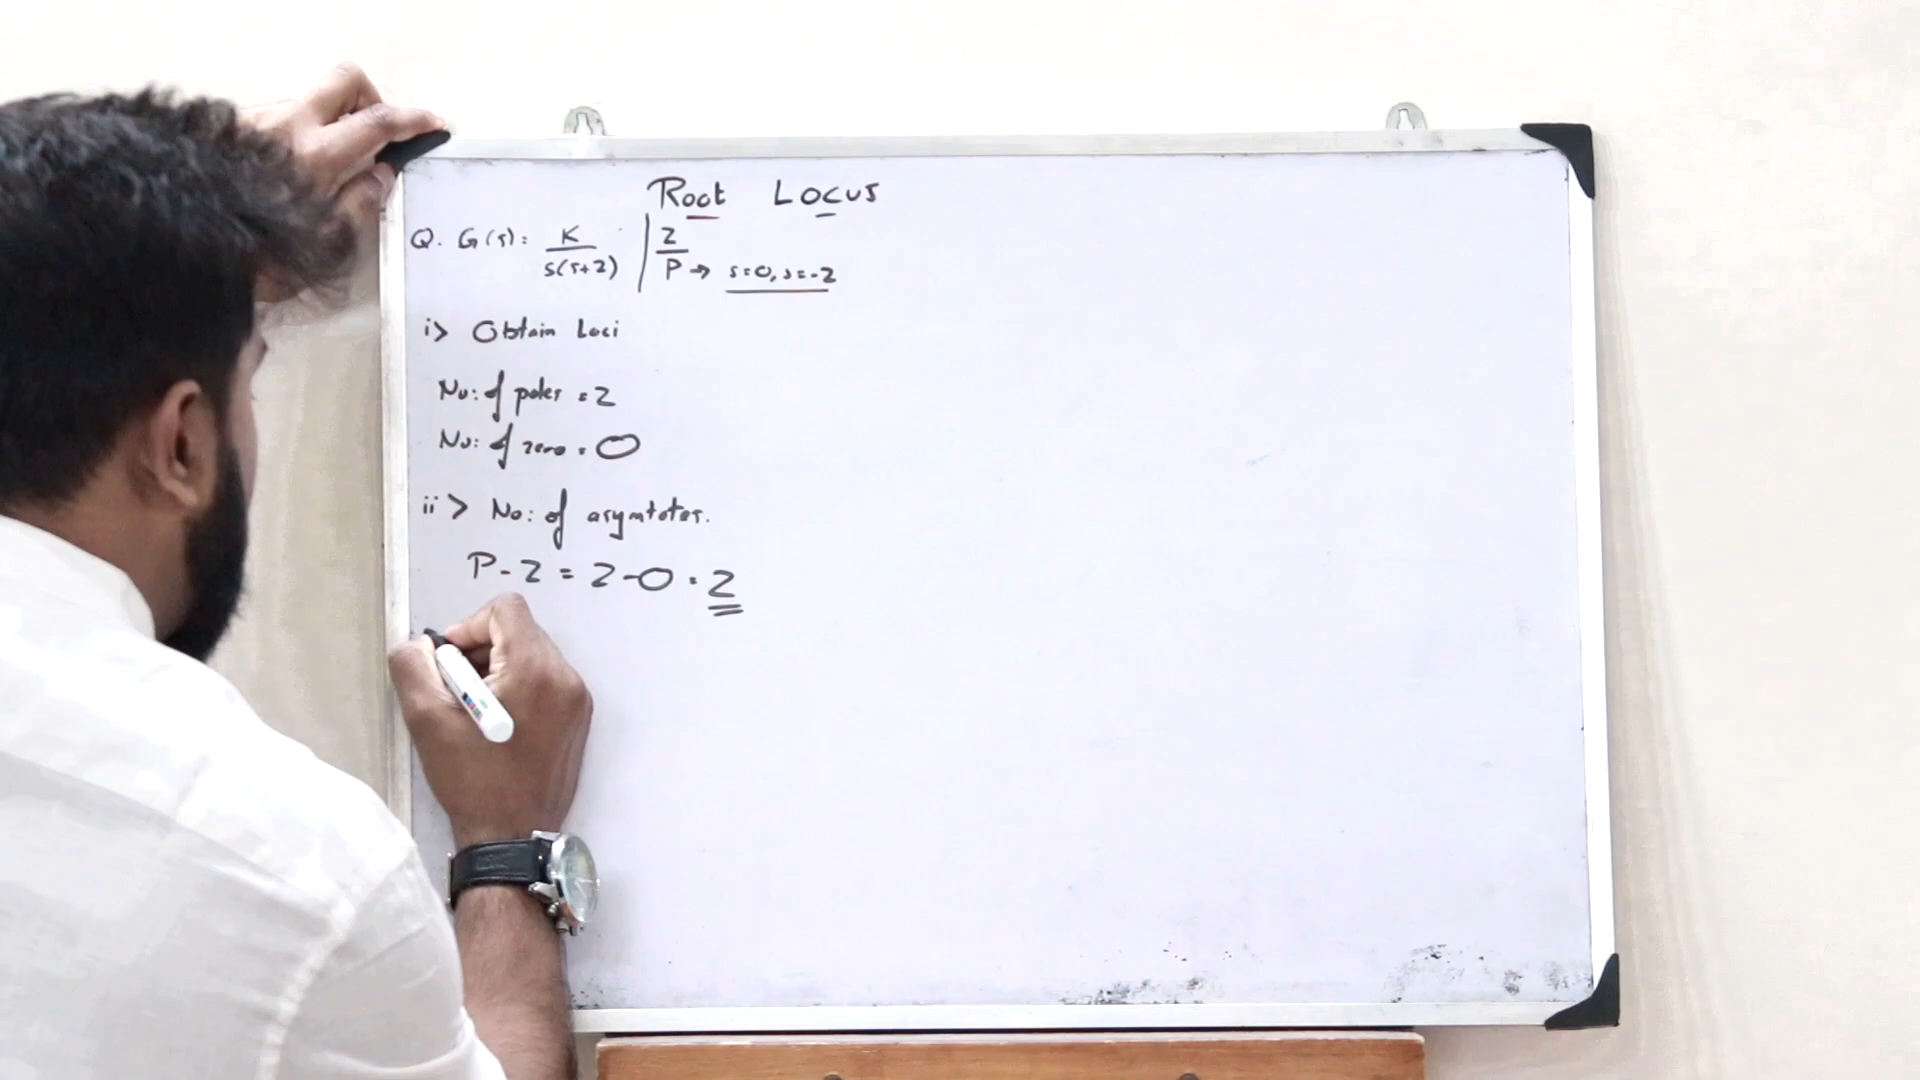 Root Locus
Q. G(s): K / s(s+2) | Z / P → s=0, s=-2
i> Obtain Loci
No: of poles = 2
No: of zero = 0
ii> No: of asymtotes.
P-Z = 2-0 = 2